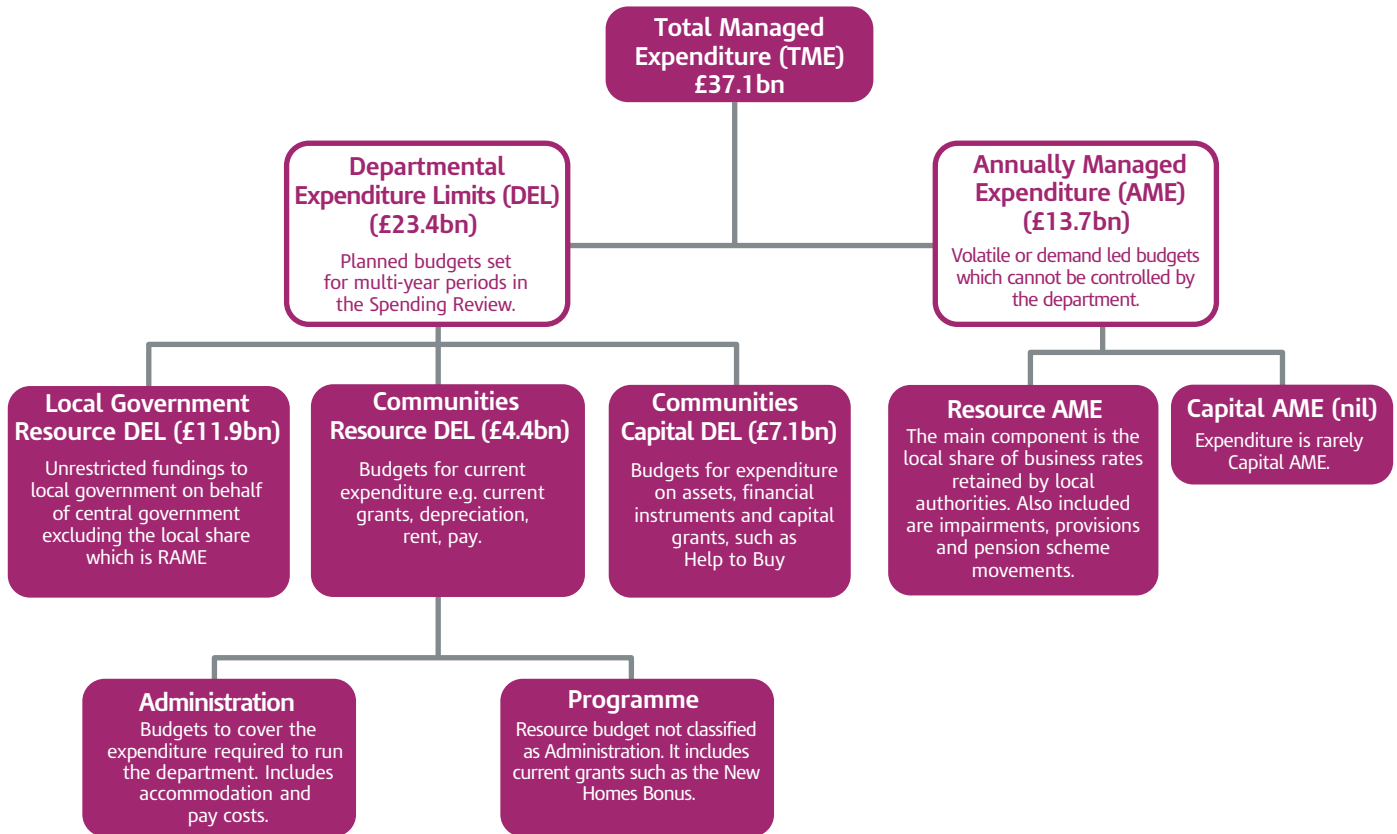 Total Managed
Expenditure (TME)
£37.1bn
Departmental
Expenditure Limits (DEL)
(£23.4bn)
Planned budgets set
for multi-year periods in
the Spending Review.
Annually Managed
Expenditure (AME)
(£13.7bn)
Volatile or demand led budgets
which cannot be controlled by
the department.
Local Government
Resource DEL (£11.9bn)
Unrestricted fundings to
local government on behalf
of central government
excluding the local share
which is RAME
Communities
Resource DEL (£4.4bn)
Budgets for current
expenditure e.g. current
grants, depreciation,
rent, pay.
Communities
Capital DEL (£7.1bn)
Budgets for expenditure
on assets, financial
instruments and capital
grants, such as
Help to Buy
Resource AME
The main component is the
local share of business rates
retained by local
authorities. Also included
are impairments, provisions
and pension scheme
movements.
Capital AME (nil)
Expenditure is rarely
Capital AME.
Administration
Budgets to cover the
expenditure required to run
the department. Includes
accommodation and
pay costs.
Programme
Resource budget not classified
as Administration. It includes
current grants such as the New
Homes Bonus.